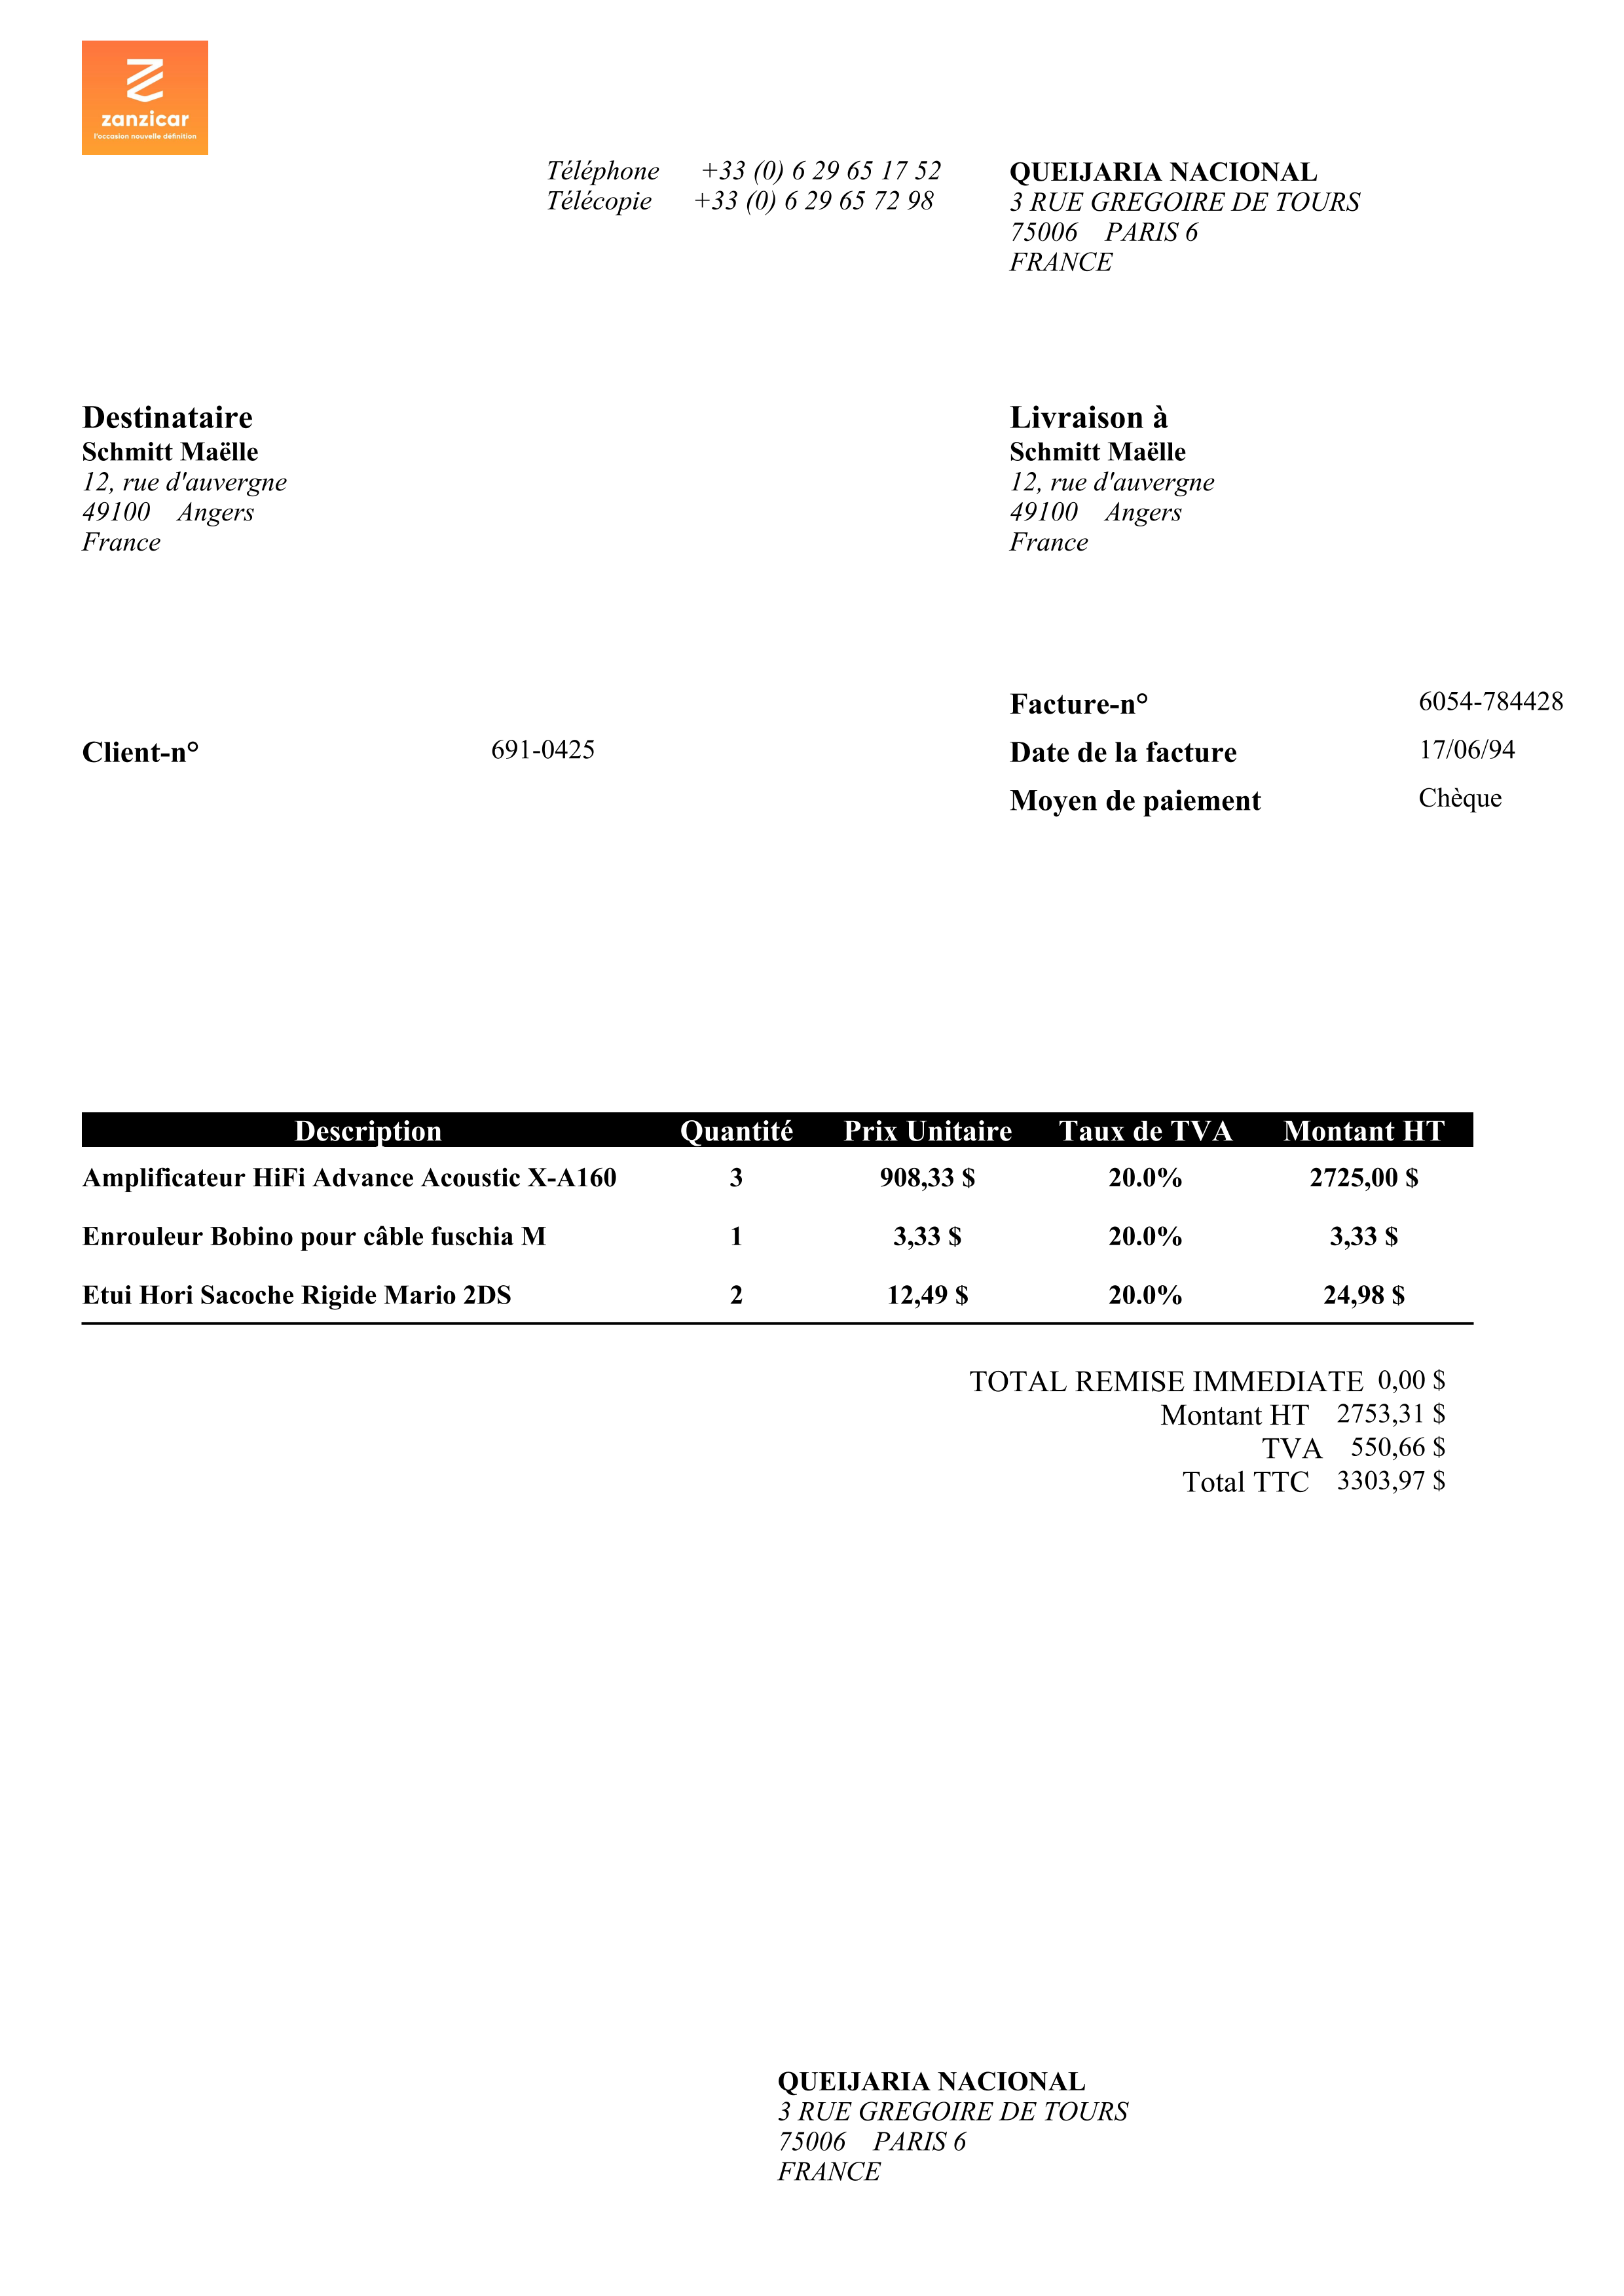 zanzicar
l'occasion nouvelle définition
Téléphone +33 (0) 6 29 65 17 52
Télécopie +33 (0) 6 29 65 72 98
QUEIJARIA NACIONAL
3 RUE GREGOIRE DE TOURS
75006 PARIS 6
FRANCE
Destinataire
Schmitt Maëlle
12, rue d'auvergne
49100 Angers
France
Livraison à
Schmitt Maëlle
12, rue d'auvergne
49100 Angers
France
Client-n° 691-0425
Facture-n° 6054-784428
Date de la facture 17/06/94
Moyen de paiement Chèque
Description Quantité Prix Unitaire Taux de TVA Montant HT
Amplificateur HiFi Advance Acoustic X-A160 3 908,33 $ 20.0% 2725,00 $
Enrouleur Bobino pour câble fuschia M 1 3,33 $ 20.0% 3,33 $
Etui Hori Sacoche Rigide Mario 2DS 2 12,49 $ 20.0% 24,98 $
TOTAL REMISE IMMEDIATE 0,00 $
Montant HT 2753,31 $
TVA 550,66 $
Total TTC 3303,97 $
QUEIJARIA NACIONAL
3 RUE GREGOIRE DE TOURS
75006 PARIS 6
FRANCE